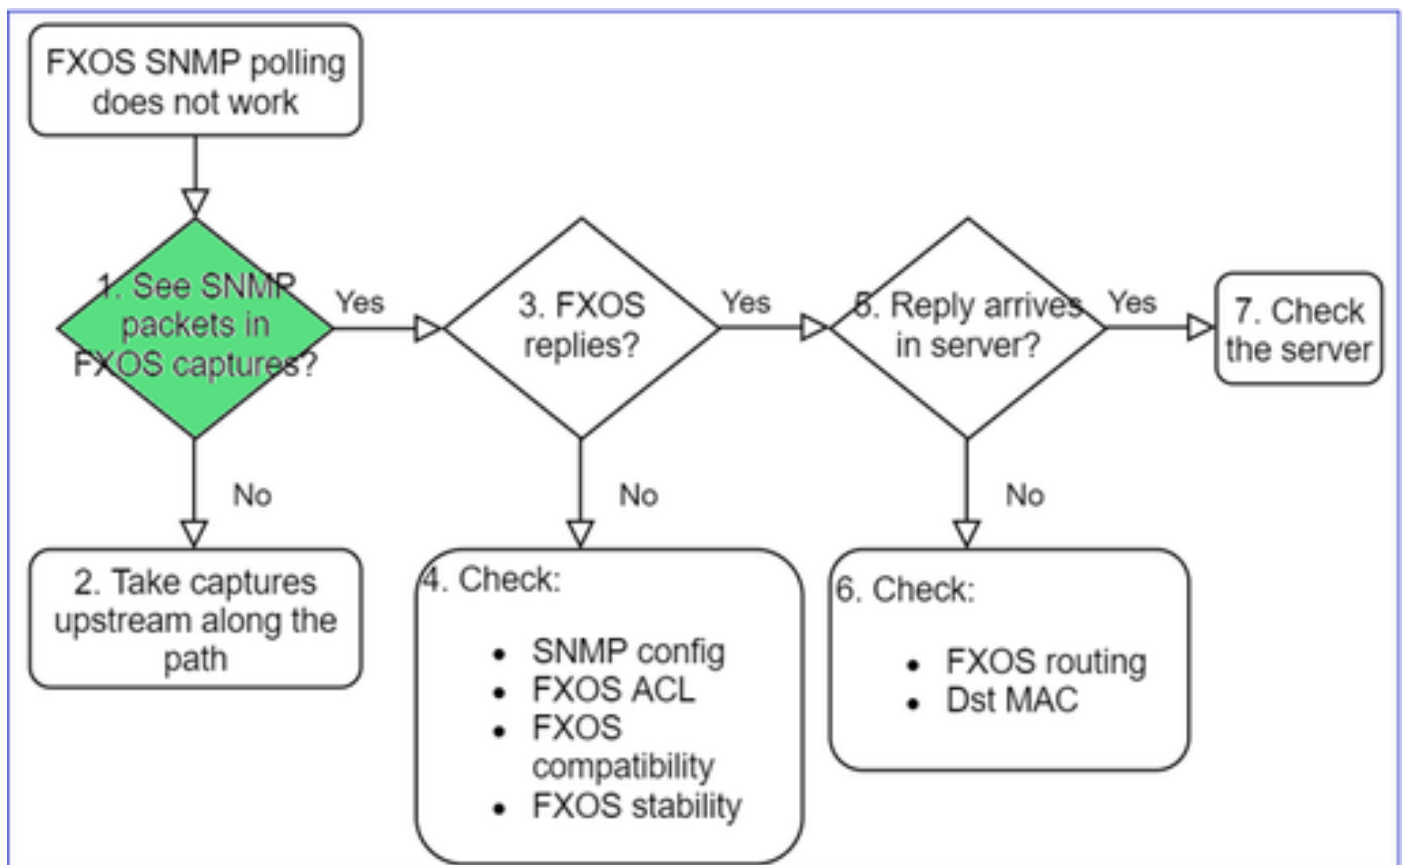 FXOS SNMP polling
does not work
1. See SNMP
packets in
FXOS captures?
Yes
3. FXOS
replies?
Yes
5. Reply arrives
in server?
Yes
7. Check
the server
No
No
No
2. Take captures
upstream along the
path
4. Check:
• SNMP config
• FXOS ACL
• FXOS
compatibility
• FXOS stability
6. Check:
• FXOS routing
• Dst MAC